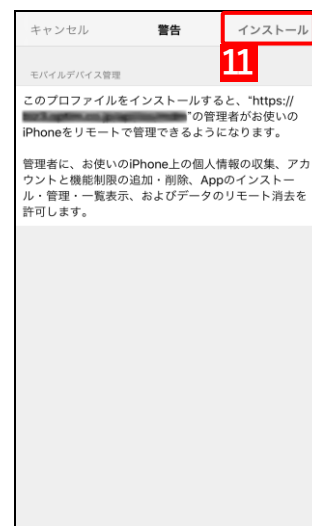 キャンセル 警告 インストール
11
モバイルデバイス管理
このプロファイルをインストールすると、"https://
"の管理者がお使いの
iPhoneをリモートで管理できるようになります。
管理者に、お使いのiPhone上の個人情報の収集、アカ
ウントと機能制限の追加・削除、Appのインストー
ル・管理・一覧表示、およびデータのリモート消去を
許可します。